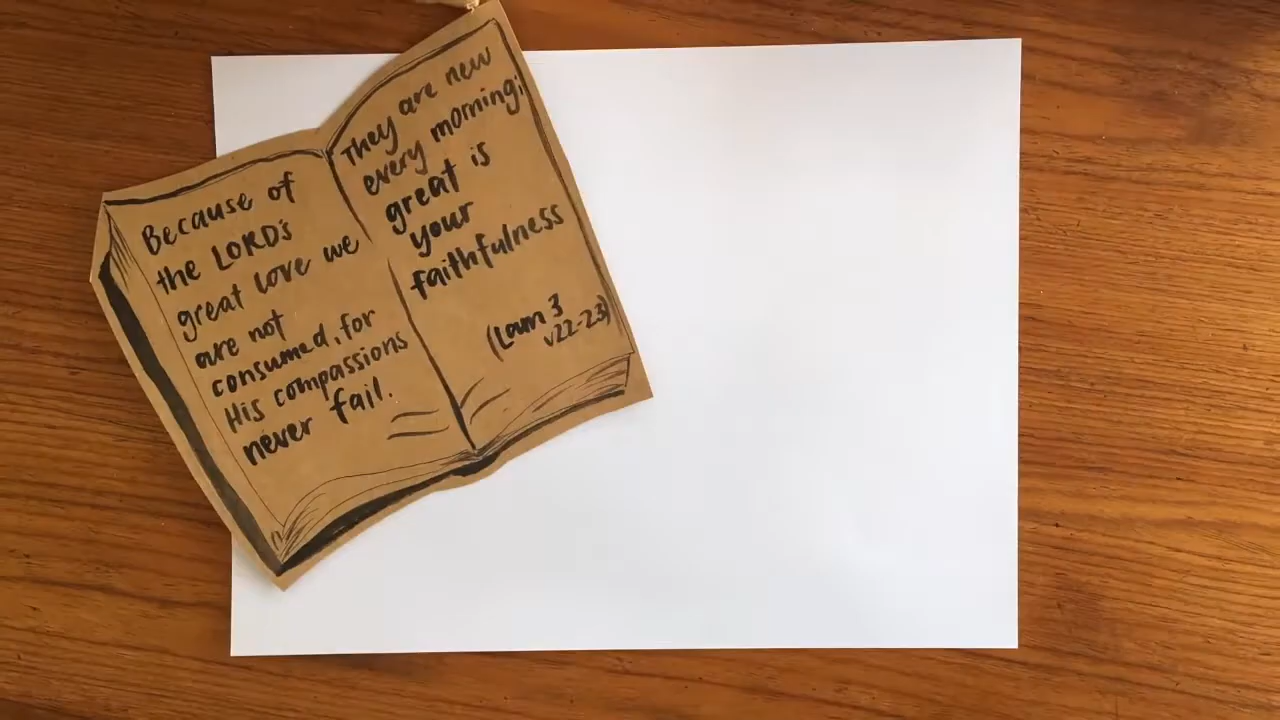 Because of
the LORD's
great love we
are not
consumed, for
His compassions
never fail.
They are new
every morning;
great is
your
faithfulness
(Lam 3
v22-23)